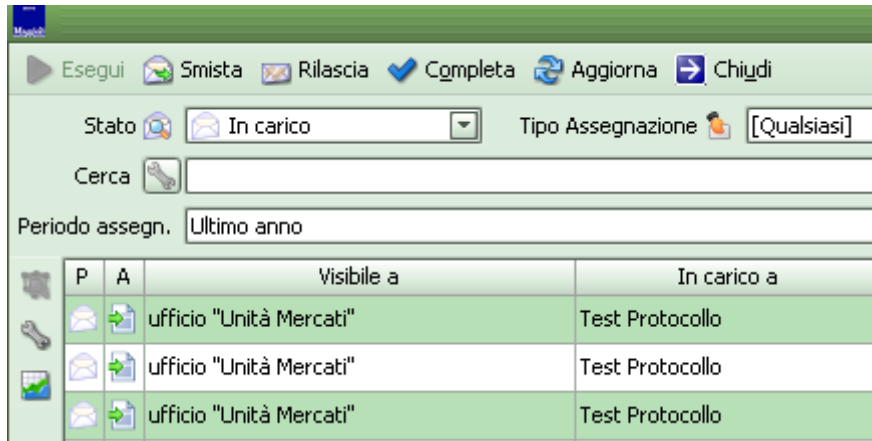 Esegui Smista Rilascia Completa Aggiorna Chiudi
Stato In carico Tipo Assegnazione [Qualsiasi]
Cerca
Periodo assegn. Ultimo anno
P A Visibile a In carico a
ufficio "Unità Mercati" Test Protocollo
ufficio "Unità Mercati" Test Protocollo
ufficio "Unità Mercati" Test Protocollo